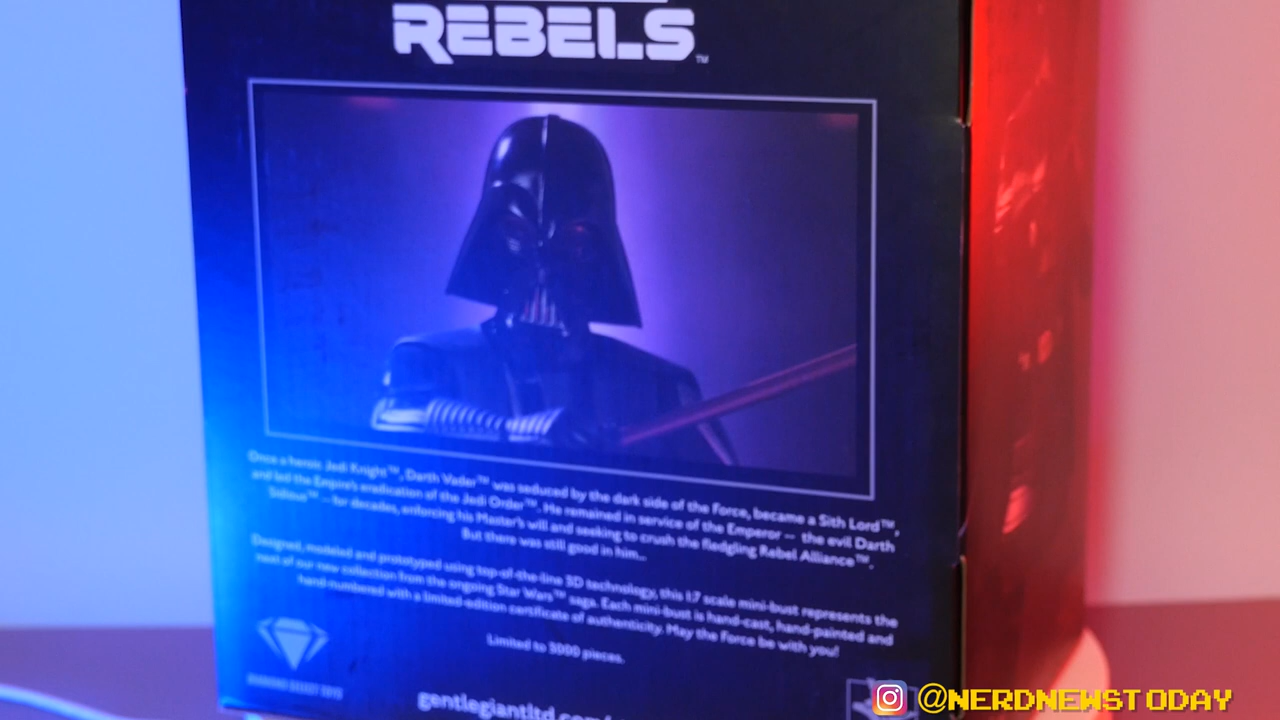 REBELS™
Once a heroic Jedi Knight™, Darth Vader™ was seduced by the dark side of the Force, became a Sith Lord™,
and led the Empire's eradication of the Jedi Order™. He remained in service of the Emperor -- the evil Darth
Sidious™ -- for decades, enforcing his Master's will and seeking to crush the fledgling Rebel Alliance™.
But there was still good in him...
Designed, modeled and prototyped using top-of-the-line 3D technology, this 1:7 scale mini-bust represents the
next of our new collection from the ongoing Star Wars™ saga. Each mini-bust is hand-cast, hand-painted and
hand-numbered with a limited-edition certificate of authenticity. May the Force be with you!
Limited to 3000 pieces.
DIAMOND SELECT TOYS
gentlegiantltd.com
@NERDNEWSTODAY